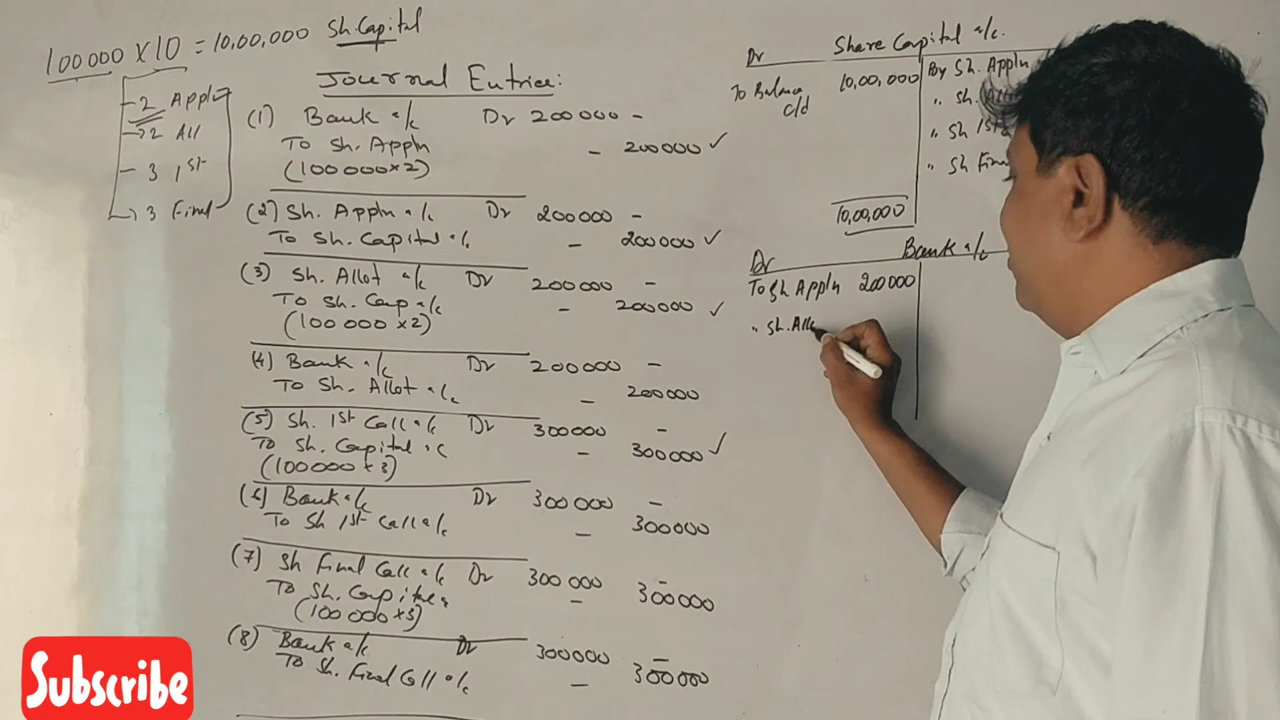 100000 X 10 = 10,00,000 Sh. Capital
2 Appln
2 All
3 1st
3 Final
Journal Entries:
(1) Bank a/c Dr 200000 -
To Sh. Appln - 200000 ✓
(100000x2)
(2) Sh. Appln a/c Dr 200000 -
To Sh. Capital a/c - 200000 ✓
(3) Sh. Allot a/c Dr 200000 -
To Sh. Cap a/c - 200000 ✓
(100000 x2)
(4) Bank a/c Dr 200000 -
To Sh. Allot a/c - 200000
(5) Sh. 1st Call a/c Dr 300000 -
To Sh. Capital a/c - 300000 ✓
(100000 x 3)
(6) Bank a/c Dr 300000 -
To Sh 1st Call a/c - 300000
(7) Sh Final Call a/c Dr 300000 -
To Sh. Capital - 300000
(100000x3)
(8) Bank a/c Dr 300000 -
To Sh. Final Call a/c - 300000
Dr Share Capital a/c.
To Balance c/d 10,00,000
By Sh. Appln
" Sh.
" Sh 1st
" Sh Final
10,00,000
Dr Bank a/c
To Sh Appln 200000
" Sh. All
Subscribe